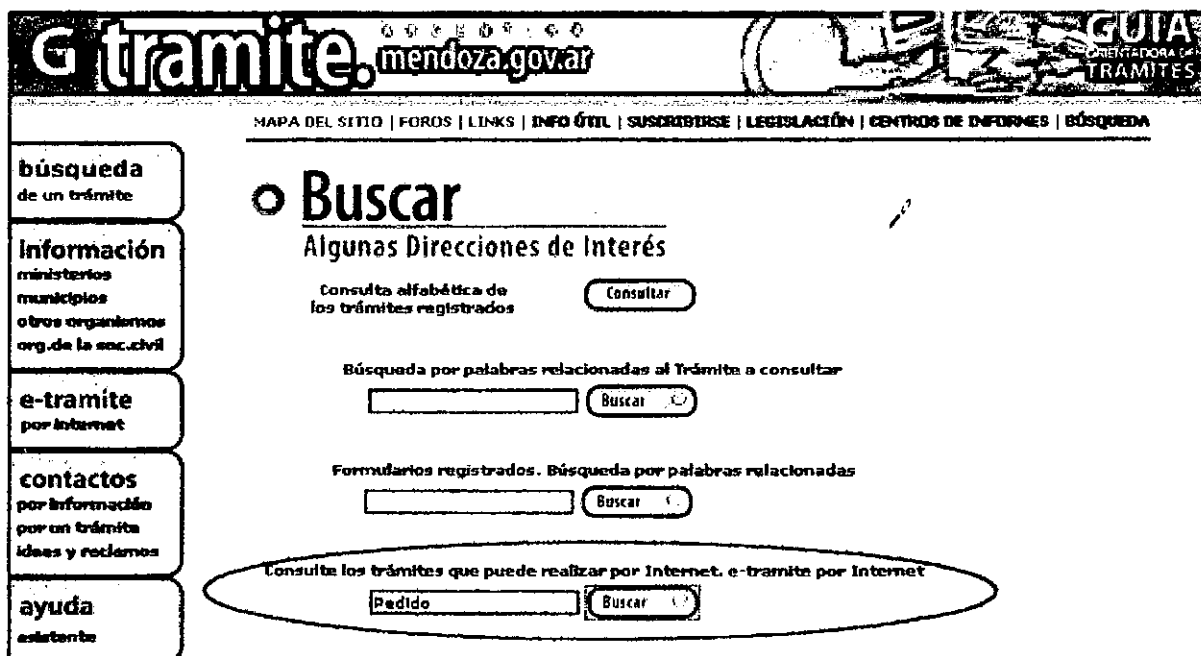 G tramite. mendoza.gov.ar
GUIA
ORIENTADORA DE
TRAMITES
MAPA DEL SITIO | FOROS | LINKS | INFO ÚTIL | SUSCRIBIRSE | LEGISLACIÓN | CENTROS DE INFORMES | BÚSQUEDA
búsqueda
de un trámite
información
ministerios
municipios
otros organismos
org.de la soc.civil
e-tramite
por internet
contactos
por información
por un trámite
ideas y reclamos
ayuda
asistente
Buscar
Algunas Direcciones de Interés
Consulta alfabética de
los trámites registrados
Consultar
Búsqueda por palabras relacionadas al Trámite a consultar
Buscar
Formularios registrados. Búsqueda por palabras relacionadas
Buscar
Consulte los trámites que puede realizar por Internet. e-tramite por Internet
Pedido Buscar